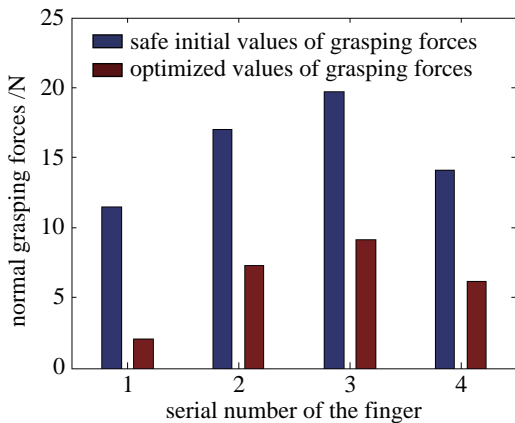 25
20
15
10
5
0
normal grasping forces /N
safe initial values of grasping forces
optimized values of grasping forces
1 2 3 4
serial number of the finger